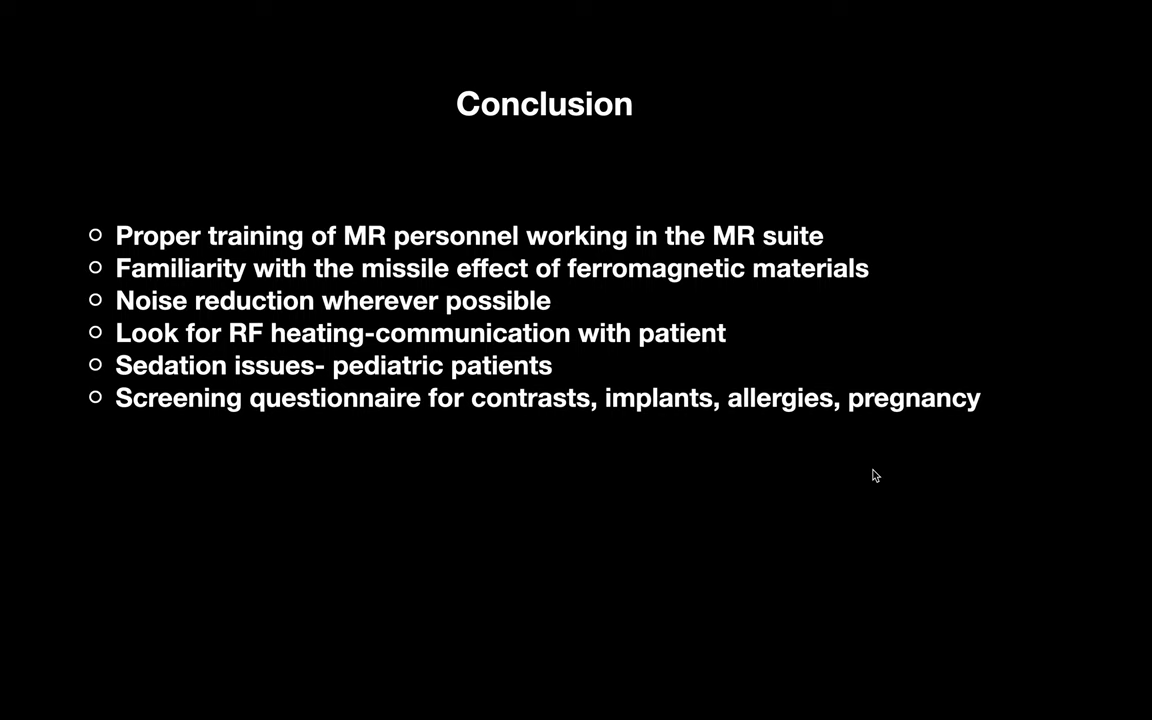 Conclusion
Proper training of MR personnel working in the MR suite
Familiarity with the missile effect of ferromagnetic materials
Noise reduction wherever possible
Look for RF heating-communication with patient
Sedation issues- pediatric patients
Screening questionnaire for contrasts, implants, allergies, pregnancy